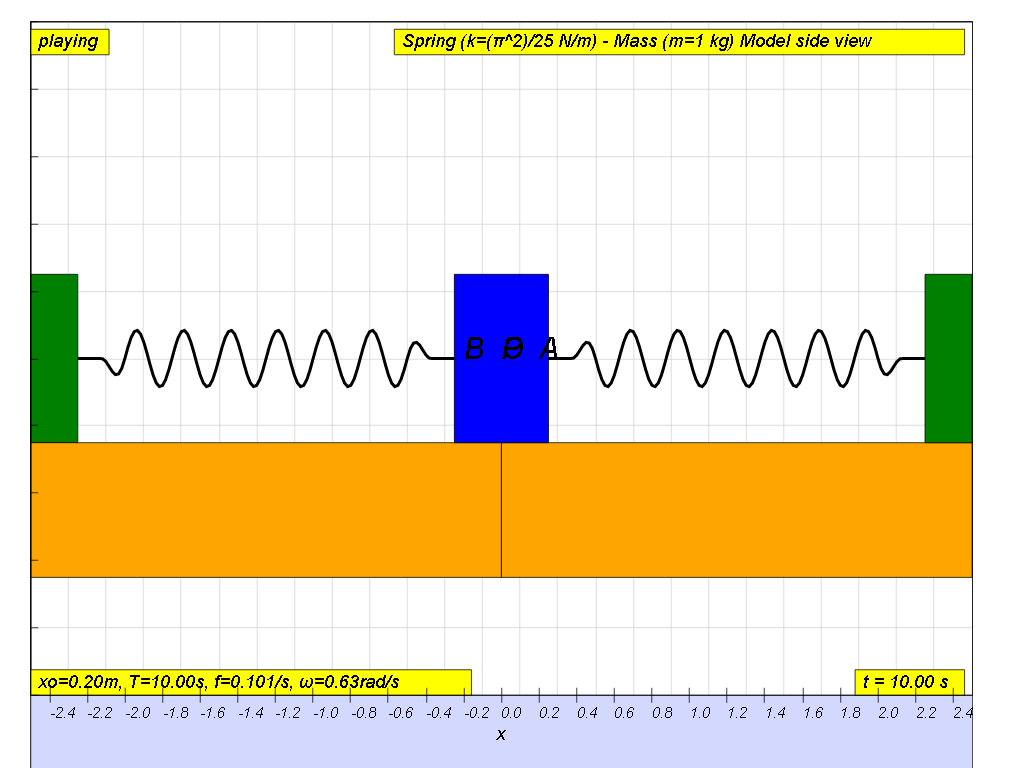 playing
Spring (k=(π^2)/25 N/m) - Mass (m=1 kg) Model side view
B O A
xo=0.20m, T=10.00s, f=0.101/s, ω=0.63rad/s
t = 10.00 s
-2.4 -2.2 -2.0 -1.8 -1.6 -1.4 -1.2 -1.0 -0.8 -0.6 -0.4 -0.2 0.0 0.2 0.4 0.6 0.8 1.0 1.2 1.4 1.6 1.8 2.0 2.2 2.4
x